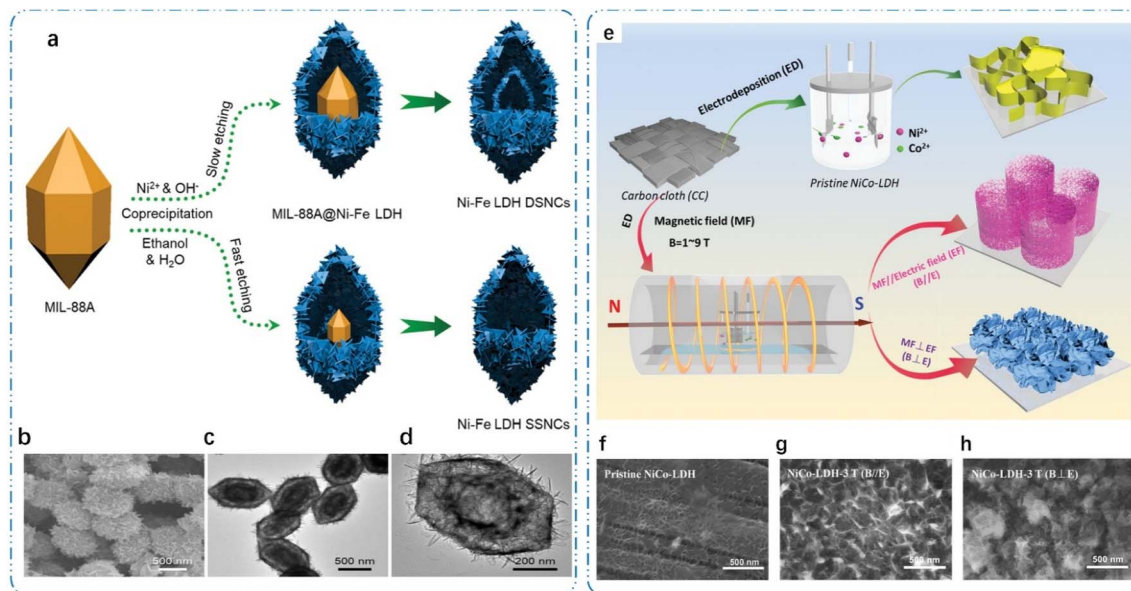 a
Slow etching
Ni²⁺ & OH⁻
Coprecipitation
Ethanol
& H₂O
Fast etching
MIL-88A
MIL-88A@Ni-Fe LDH
Ni-Fe LDH DSNCs
Ni-Fe LDH SSNCs
b
500 nm
c
500 nm
d
200 nm
e
Electrodeposition (ED)
Ni²⁺
Co²⁺
Pristine NiCo-LDH
Carbon cloth (CC)
ED
Magnetic field (MF)
B=1~9 T
N
S
MF//Electric field (EF)
(B//E)
MF⊥EF
(B⊥E)
f
Pristine NiCo-LDH
500 nm
g
NiCo-LDH-3 T (B//E)
500 nm
h
NiCo-LDH-3 T (B⊥E)
500 nm